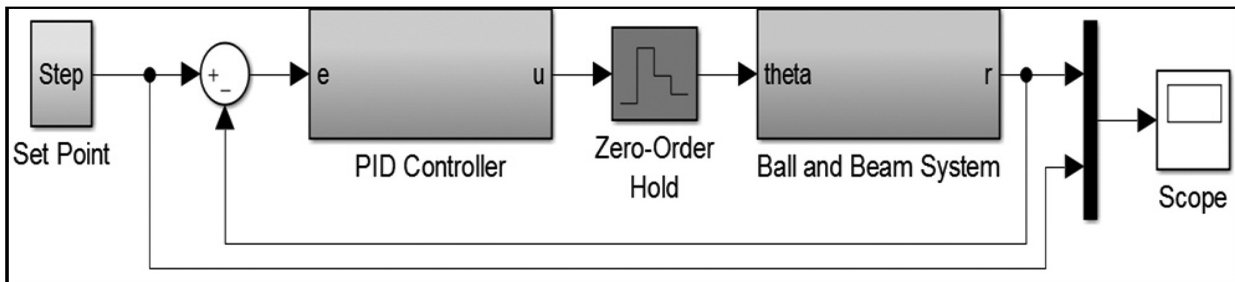 Step
Set Point
+
−
e
u
PID Controller
Zero-Order
Hold
theta
r
Ball and Beam System
Scope